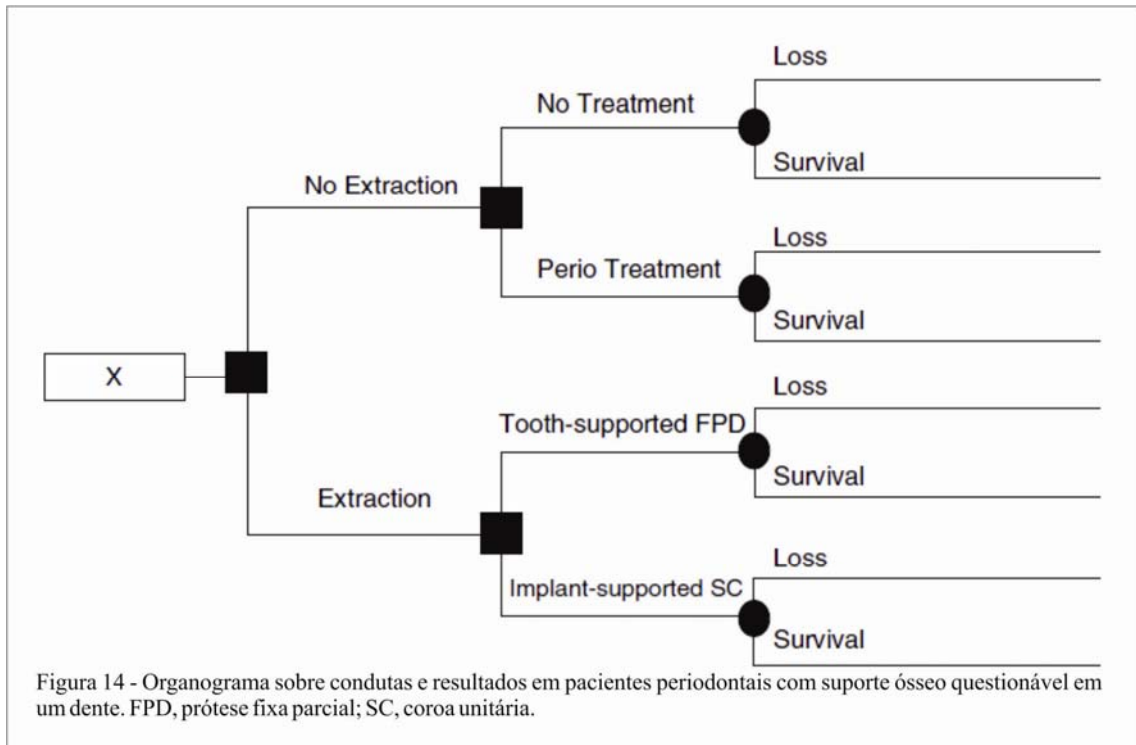 Loss
No Treatment
Survival
No Extraction
Loss
Perio Treatment
Survival
X
Loss
Tooth-supported FPD
Survival
Extraction
Loss
Implant-supported SC
Survival
Figura 14 - Organograma sobre condutas e resultados em pacientes periodontais com suporte ósseo questionável em
um dente. FPD, prótese fixa parcial; SC, coroa unitária.